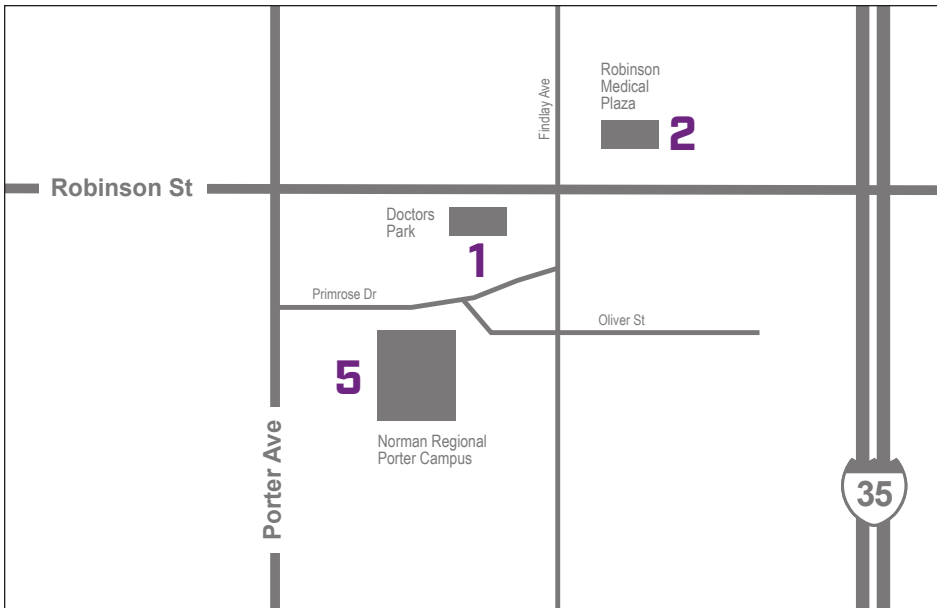 Robinson
Medical
Plaza
2
Findlay Ave
Robinson St
Doctors
Park
1
Primrose Dr
Oliver St
5
Norman Regional
Porter Campus
Porter Ave
35